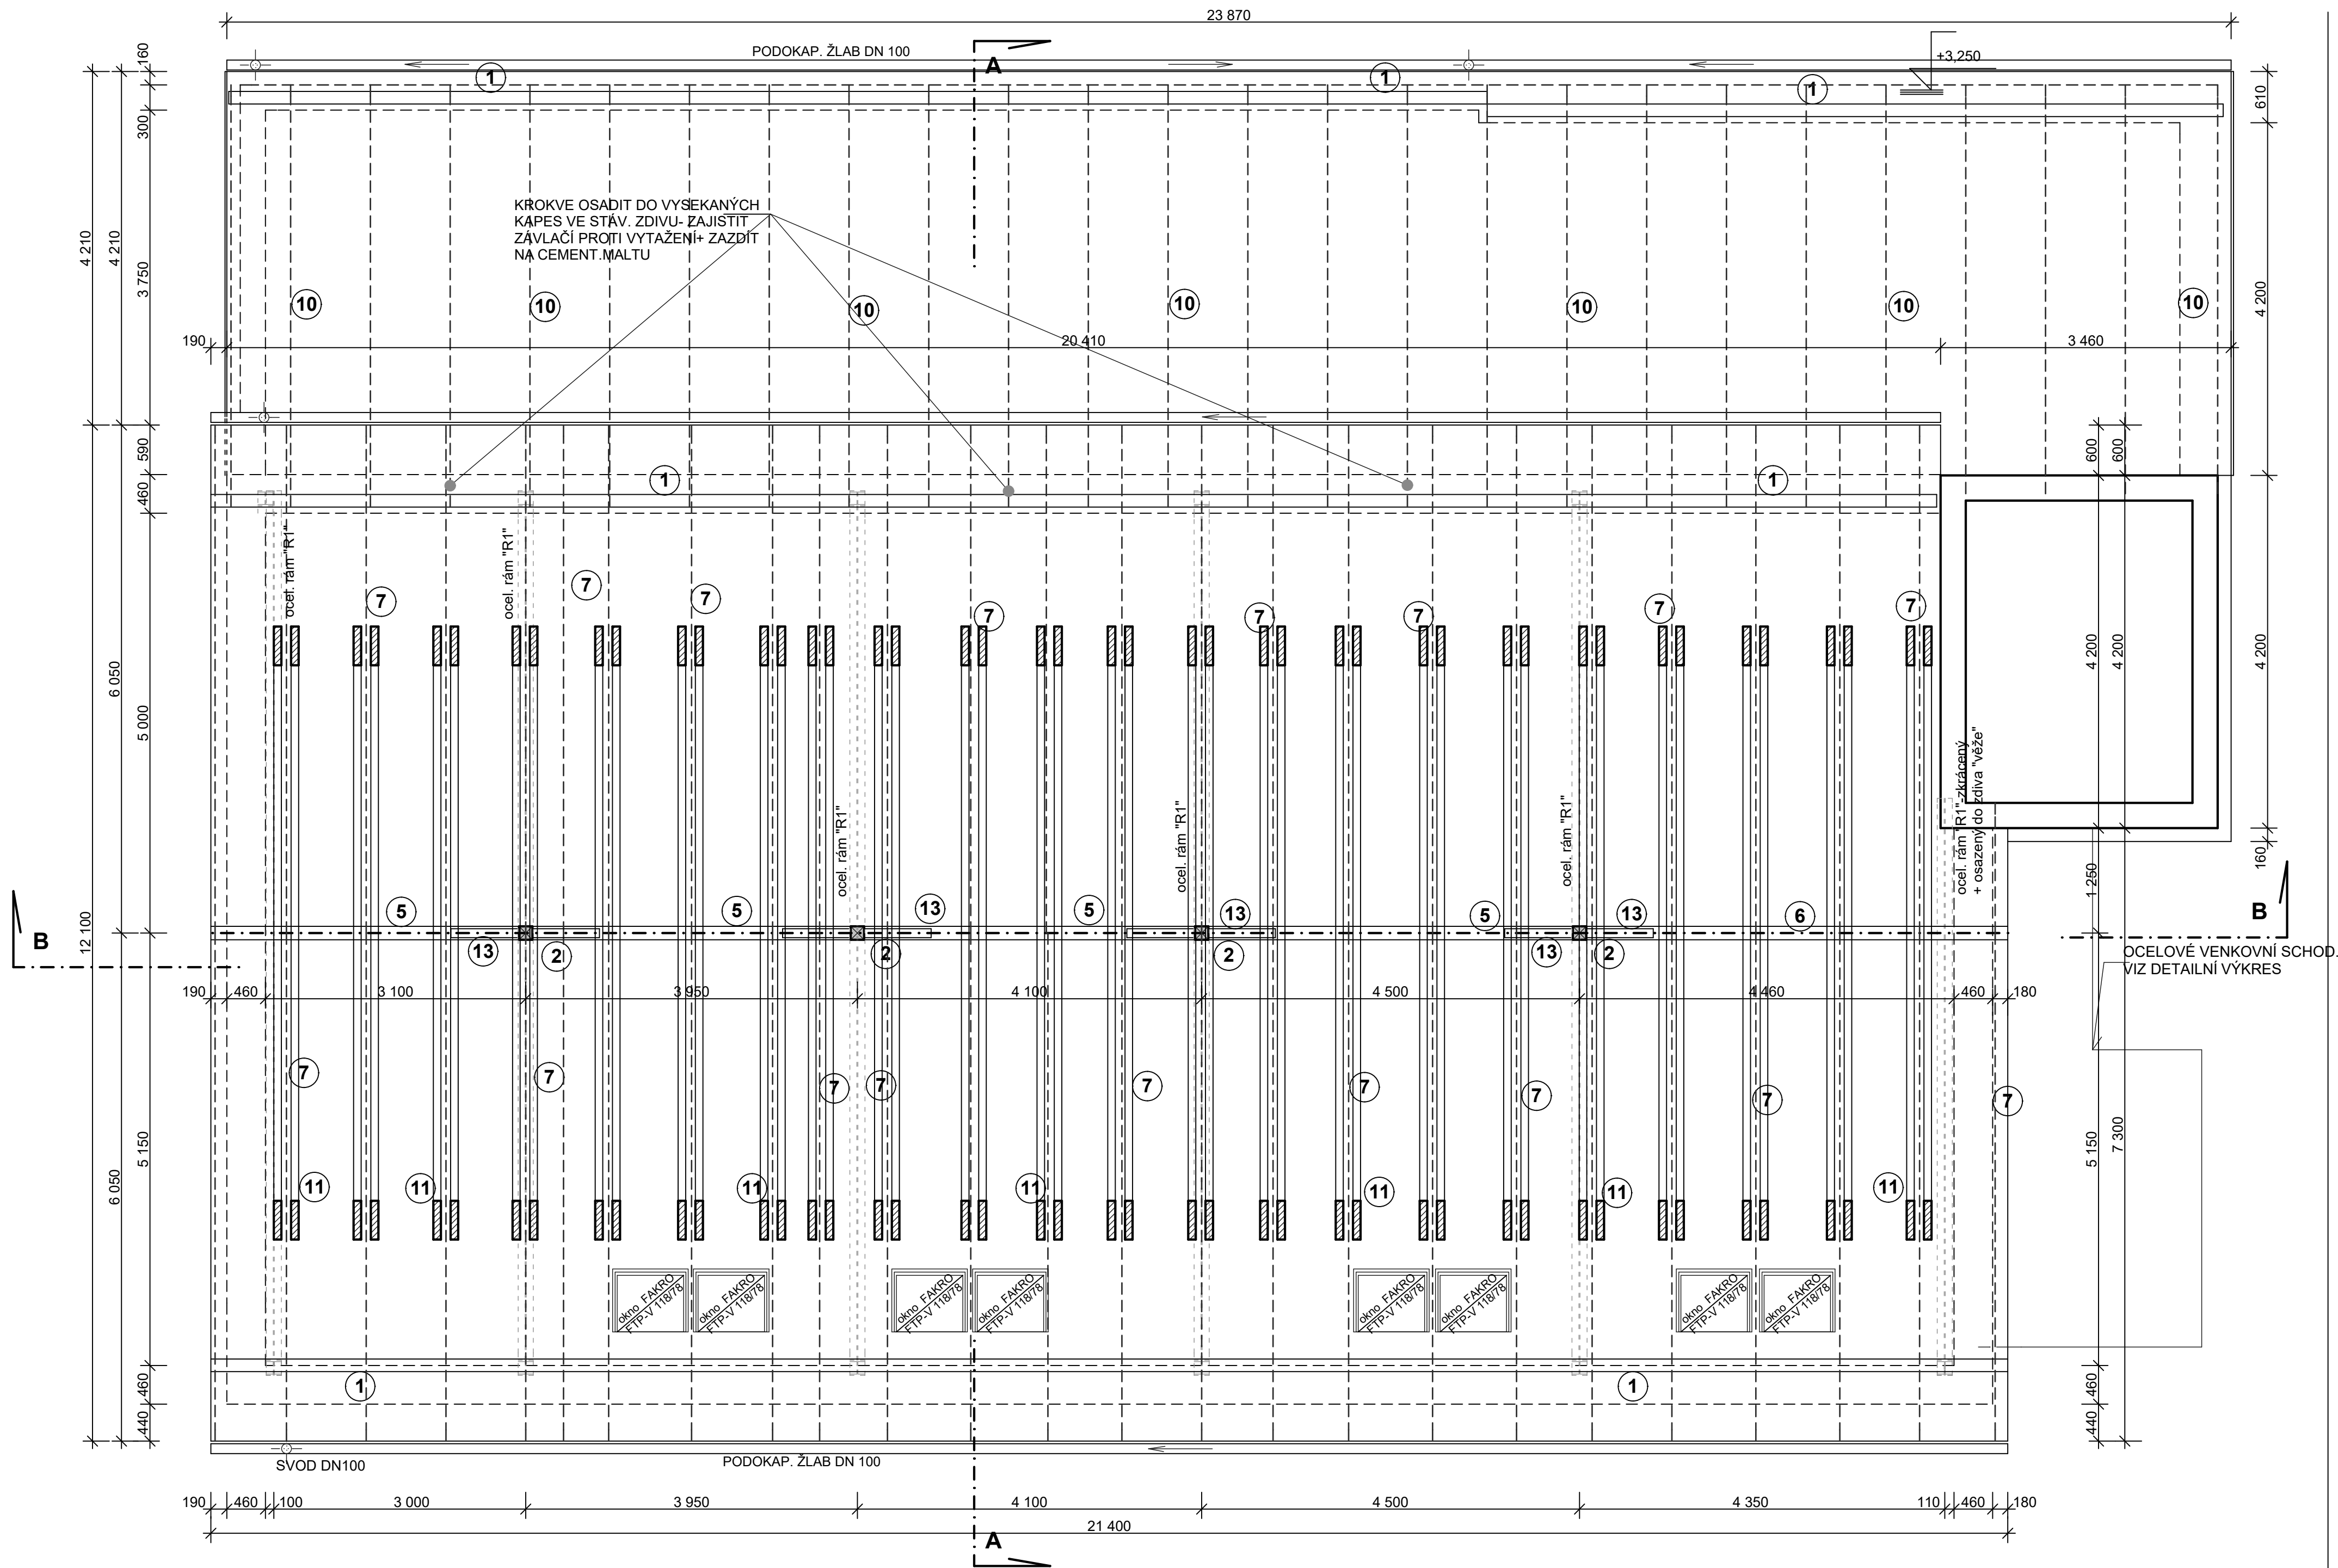 23 870
PODOKAP. ŽLAB DN 100
A
+3,250
1
1
1
160
300
3 750
4 210
4 210
610
4 200
KROKVE OSADIT DO VYSEKANÝCH
KAPES VE STÁV. ZDIVU- ZAJISTIT
ZÁVLAČÍ PROTI VYTAŽENÍ+ ZAZDÍT
NA CEMENT.MALTU
10
10
10
10
10
10
10
190
20 410
3 460
590
460
600
600
1
1
ocel. rám "R1"
ocel. rám "R1"
7
7
7
7
7
7
7
7
6 050
5 000
4 200
4 200
4 200
ocel. rám "R1"
ocel. rám "R1"
ocel. rám "R1"
ocel. rám "R1"-zkrácený
+ osazený do zdiva "věže"
160
1 250
12 100
B
B
5
5
13
5
13
5
13
6
13
2
2
2
13
2
OCELOVÉ VENKOVNÍ SCHOD.
VIZ DETAILNÍ VÝKRES
190
460
3 100
3 950
4 100
4 500
4 460
460
180
7
7
7
7
7
7
7
7
7
6 050
5 150
5 150
7 300
11
11
11
11
11
11
11
okno FAKRO
FTP-V 118/78
okno FAKRO
FTP-V 118/78
okno FAKRO
FTP-V 118/78
okno FAKRO
FTP-V 118/78
okno FAKRO
FTP-V 118/78
okno FAKRO
FTP-V 118/78
okno FAKRO
FTP-V 118/78
okno FAKRO
FTP-V 118/78
1
1
460
440
460
440
SVOD DN100
PODOKAP. ŽLAB DN 100
190
460
100
3 000
3 950
4 100
4 500
4 350
110
460
180
21 400
A